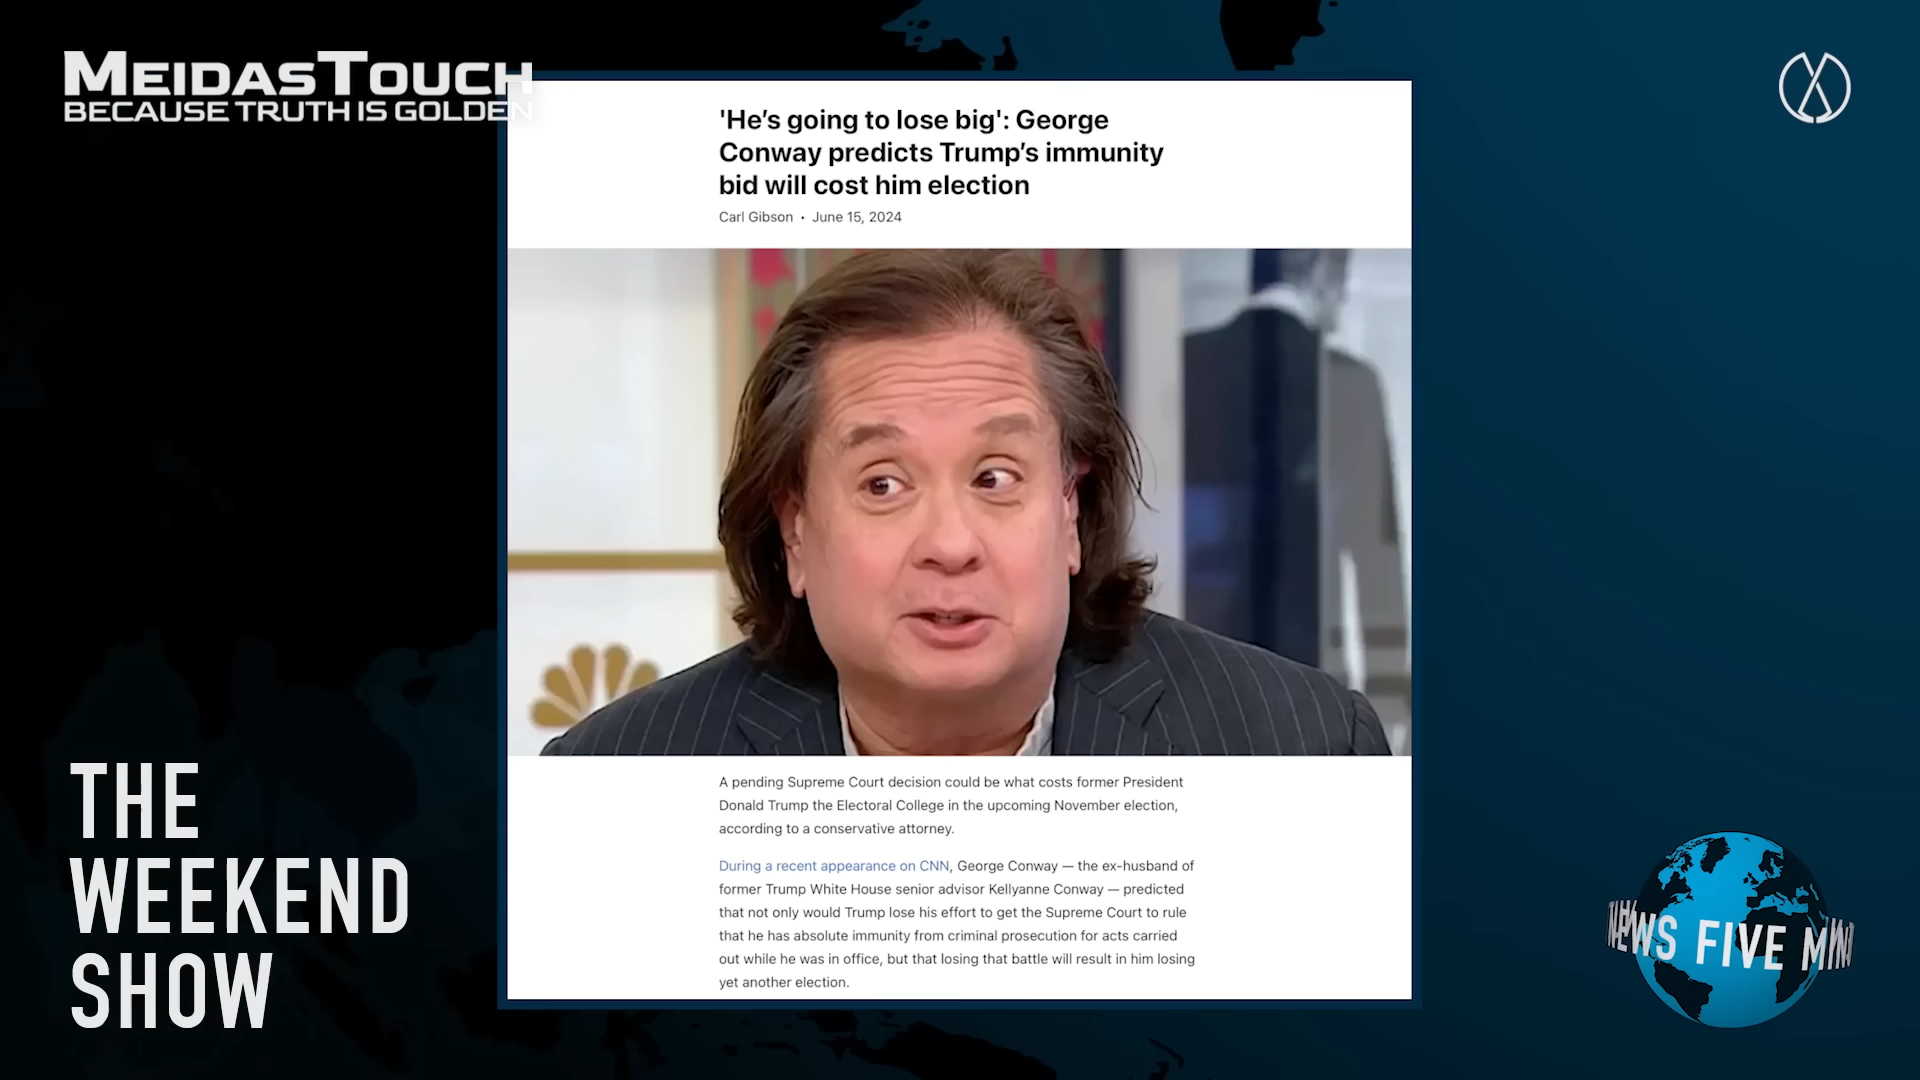 MEIDASTOUCH
BECAUSE TRUTH IS GOLDEN
'He's going to lose big': George
Conway predicts Trump's immunity
bid will cost him election
Carl Gibson • June 15, 2024
A pending Supreme Court decision could be what costs former President
Donald Trump the Electoral College in the upcoming November election,
according to a conservative attorney.
During a recent appearance on CNN, George Conway — the ex-husband of
former Trump White House senior advisor Kellyanne Conway — predicted
that not only would Trump lose his effort to get the Supreme Court to rule
that he has absolute immunity from criminal prosecution for acts carried
out while he was in office, but that losing that battle will result in him losing
yet another election.
THE
WEEKEND
SHOW
NEWS FIVE